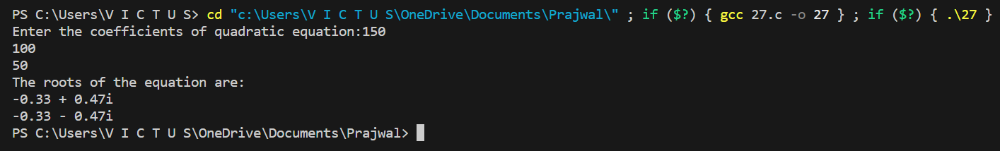 PS C:\Users\V I C T U S> cd "c:\Users\V I C T U S\OneDrive\Documents\Prajwal\" ; if ($?) { gcc 27.c -o 27 } ; if ($?) { .\27 }
Enter the coefficients of quadratic equation:150
100
50
The roots of the equation are:
-0.33 + 0.47i
-0.33 - 0.47i
PS C:\Users\V I C T U S\OneDrive\Documents\Prajwal>